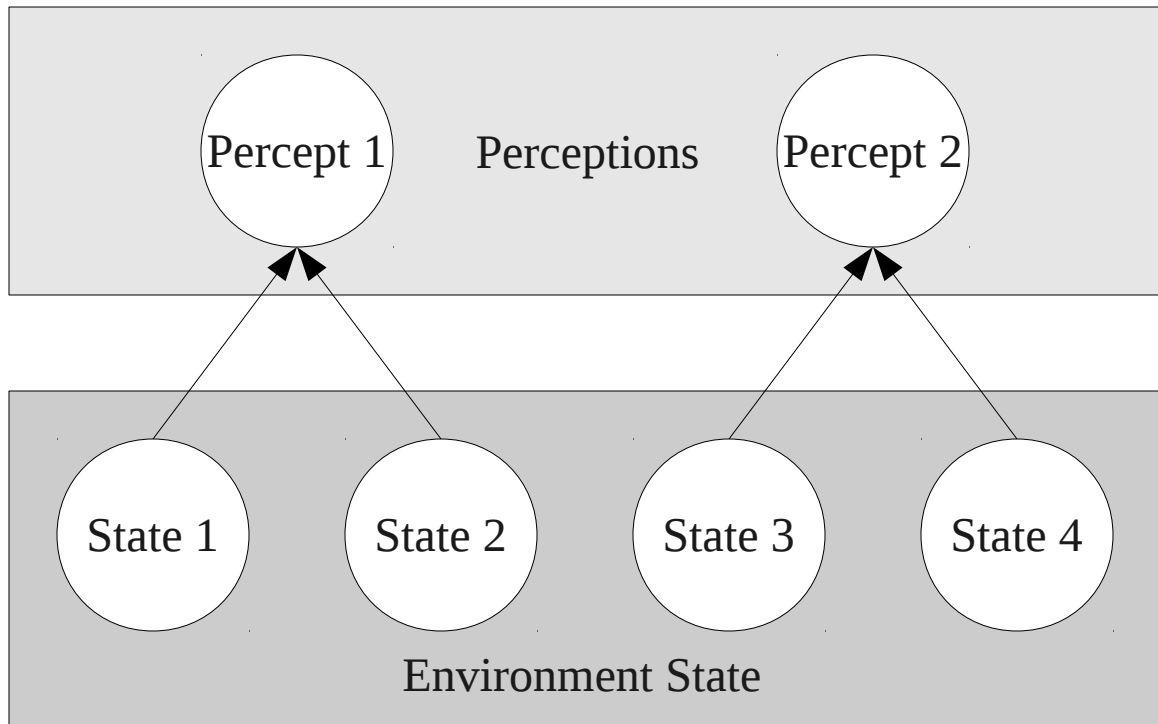 Percept 1
Perceptions
Percept 2
State 1
State 2
State 3
State 4
Environment State